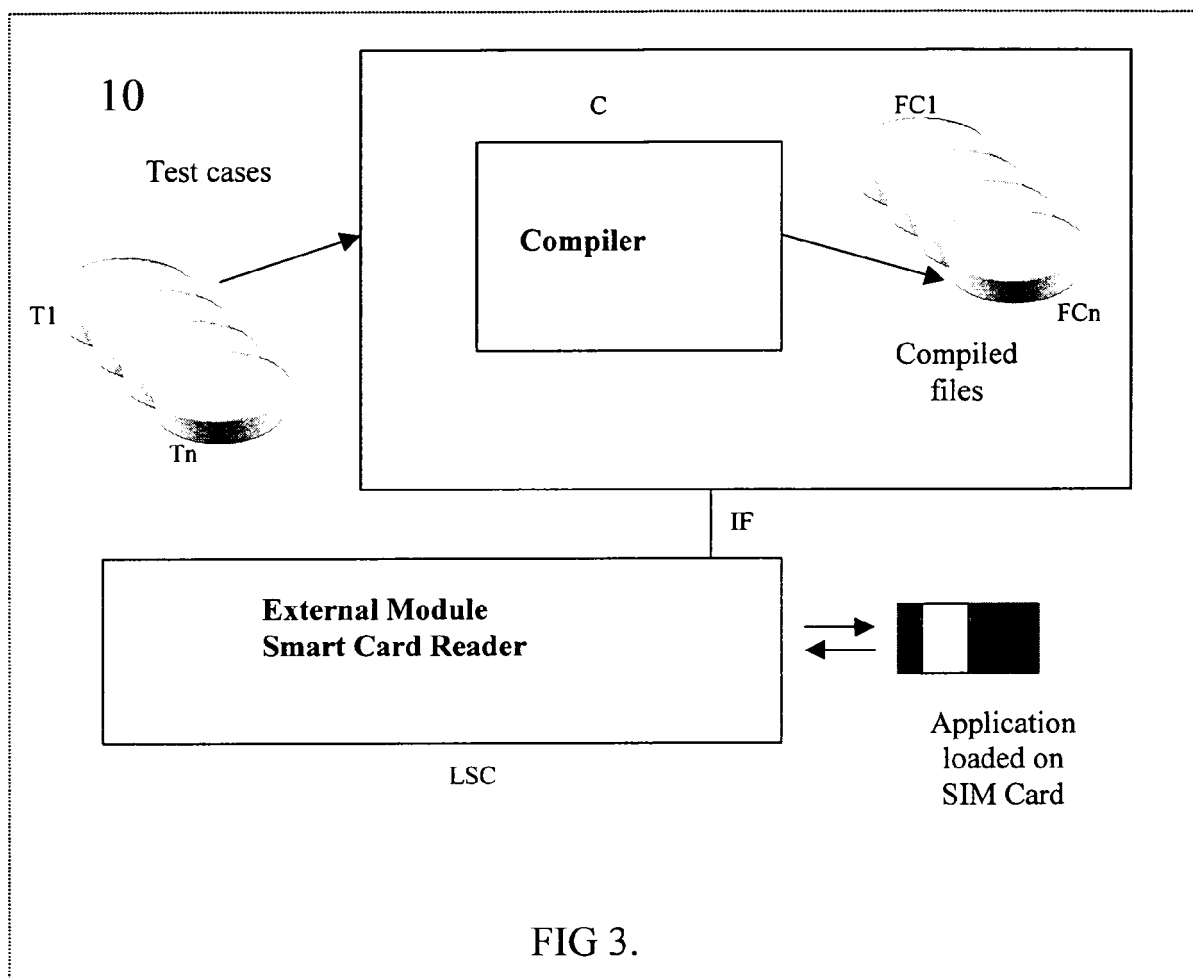 10
Test cases
T1
Tn
C
Compiler
FC1
FCn
Compiled
files
IF
External Module
Smart Card Reader
LSC
Application
loaded on
SIM Card
FIG 3.